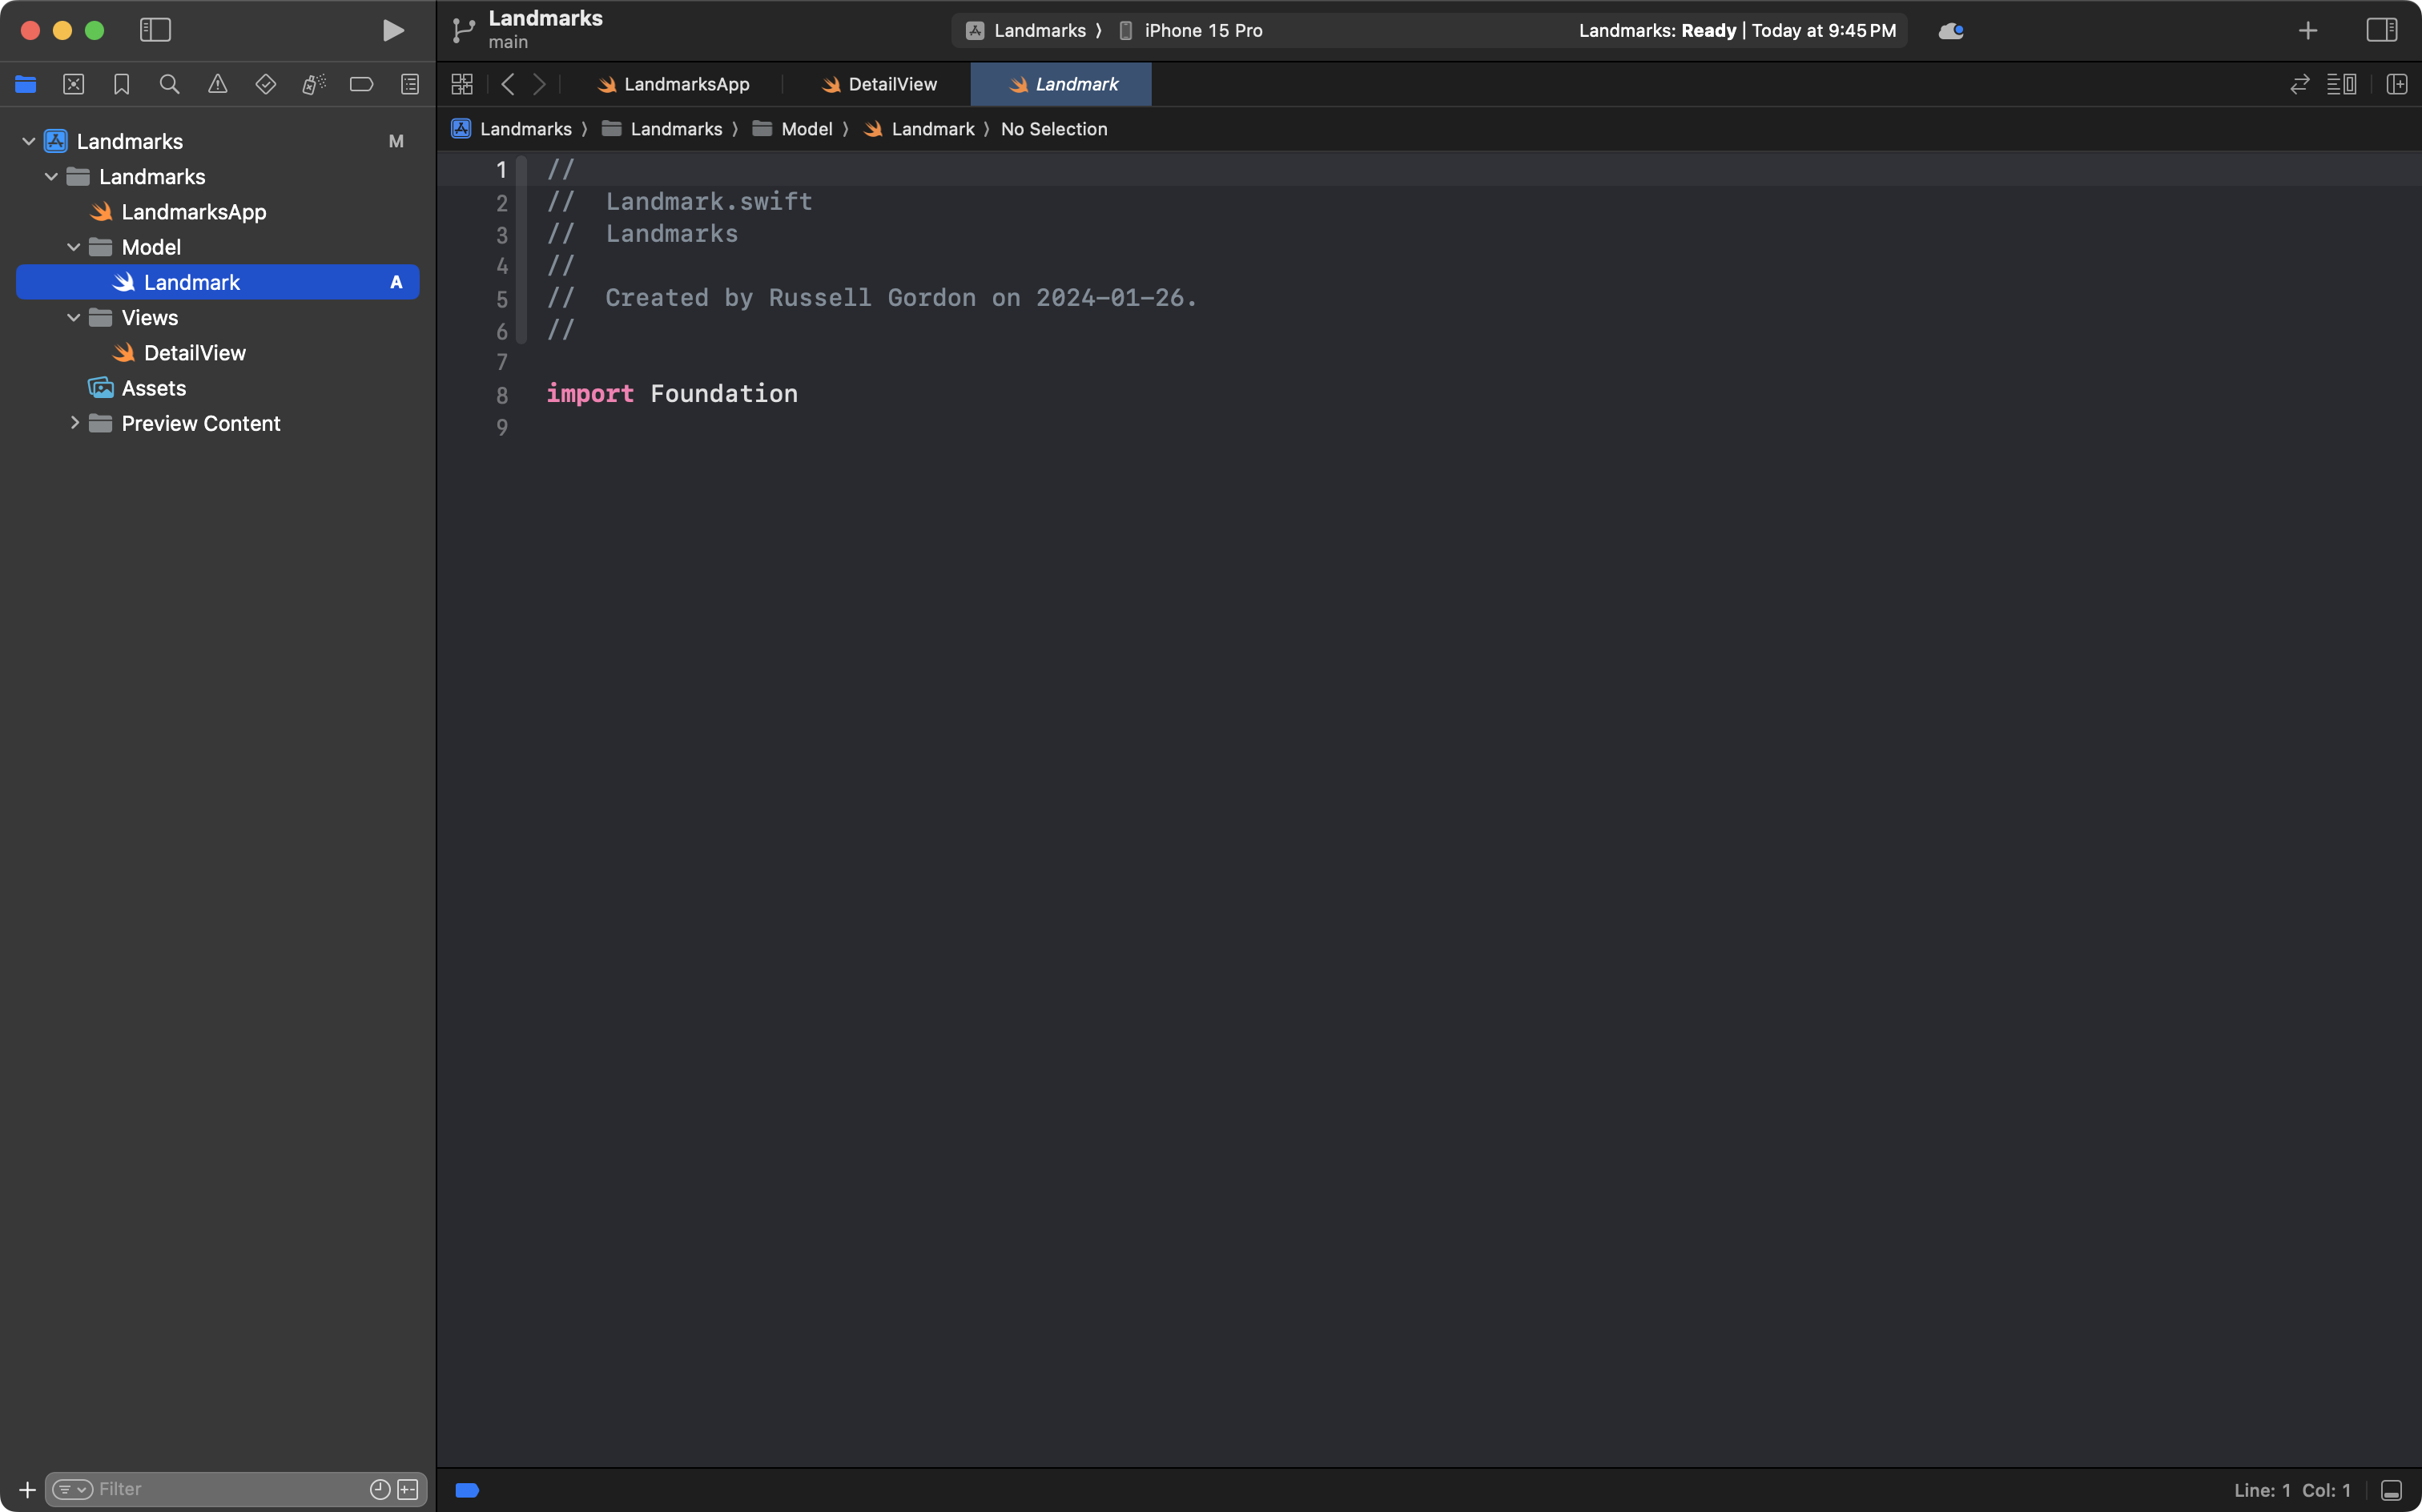 Landmarks
main
Landmarks ⟩ iPhone 15 Pro
Landmarks: Ready | Today at 9:45 PM
LandmarksApp
DetailView
Landmark
Landmarks ⟩ Landmarks ⟩ Model ⟩ Landmark ⟩ No Selection
Landmarks M
Landmarks
LandmarksApp
Model
Landmark A
Views
DetailView
Assets
Preview Content
1 //
2 //  Landmark.swift
3 //  Landmarks
4 //
5 //  Created by Russell Gordon on 2024-01-26.
6 //
7
8 import Foundation
9
Filter
Line: 1  Col: 1